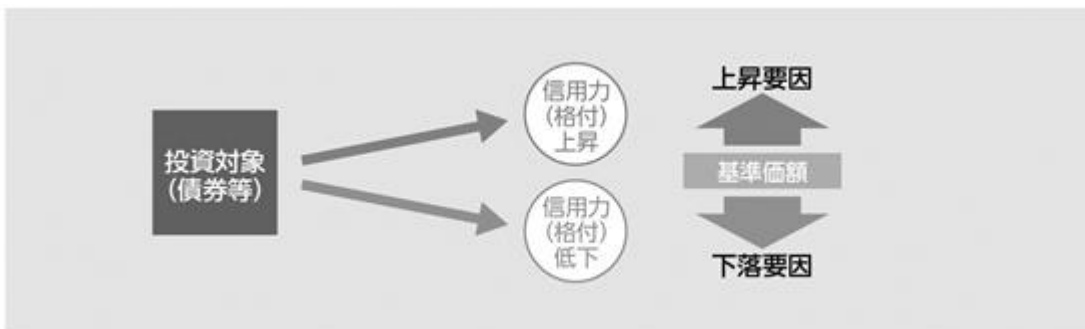 投資対象
(債券等)
信用力
(格付)
上昇
信用力
(格付)
低下
上昇要因
基準価額
下落要因